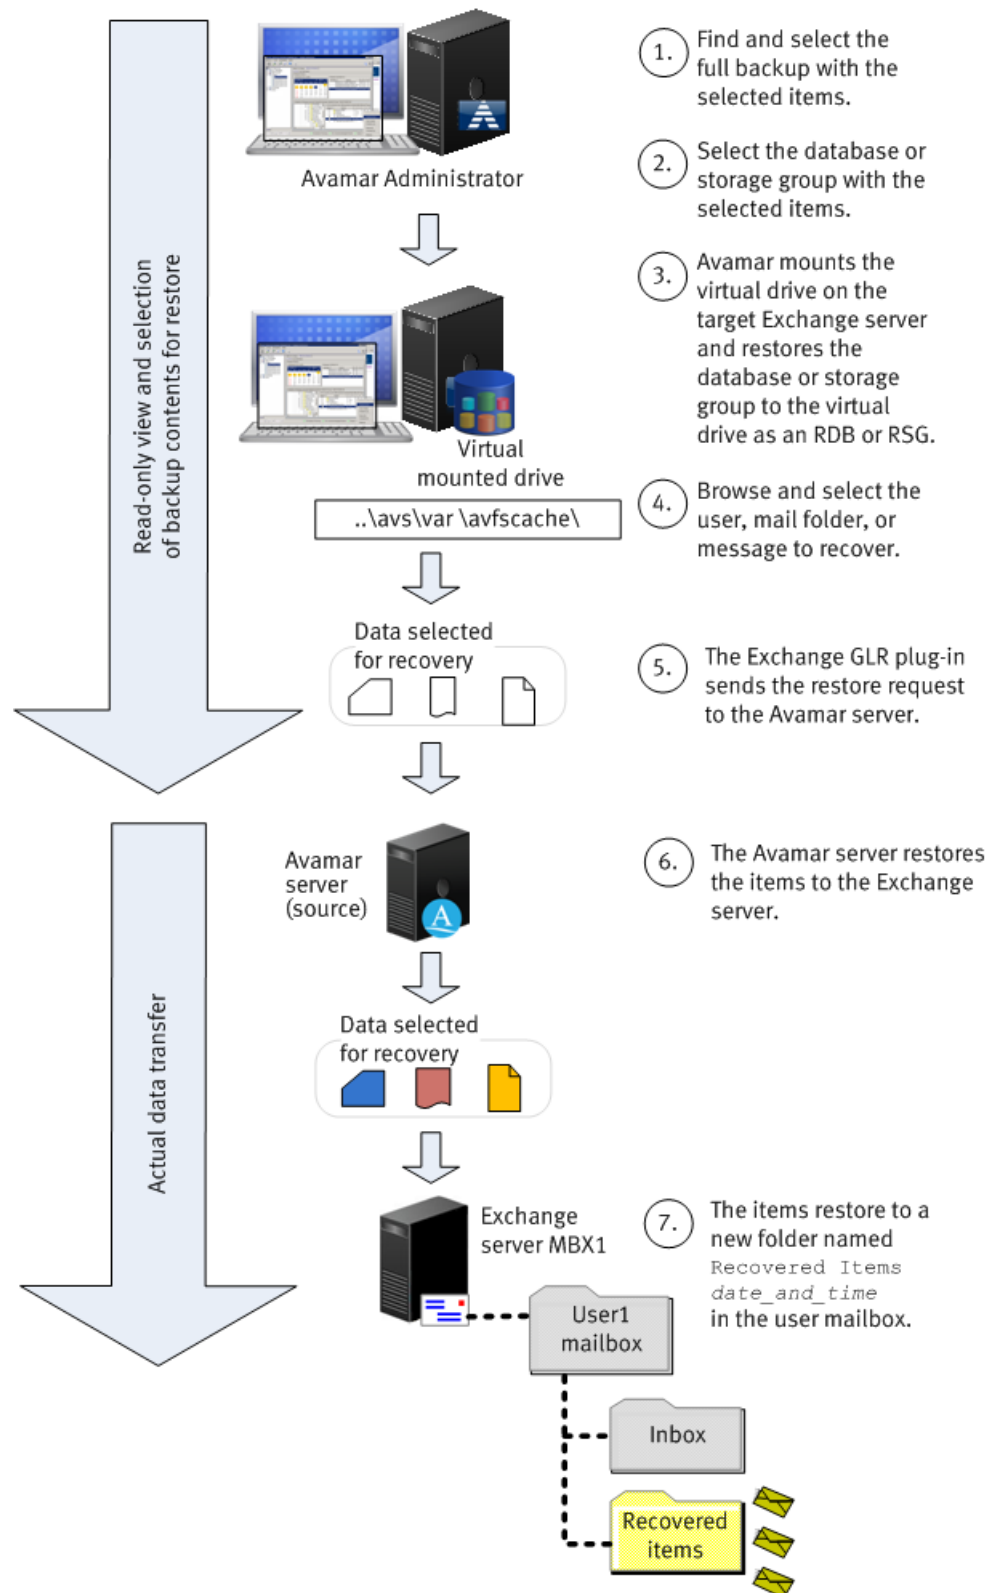 1.
Find and select the
full backup with the
selected items.
Avamar Administrator
2.
Select the database or
storage group with the
selected items.
Read-only view and selection
of backup contents for restore
3.
Avamar mounts the
virtual drive on the
target Exchange server
and restores the
database or storage
group to the virtual
drive as an RDB or RSG.
Virtual
mounted drive
..\avs\var \avfscache\
4.
Browse and select the
user, mail folder, or
message to recover.
Data selected
for recovery
5.
The Exchange GLR plug-in
sends the restore request
to the Avamar server.
Actual data transfer
Avamar
server
(source)
A
6.
The Avamar server restores
the items to the Exchange
server.
Data selected
for recovery
Exchange
server MBX1
7.
The items restore to a
new folder named
Recovered Items
date_and_time
in the user mailbox.
User1
mailbox
Inbox
Recovered
items